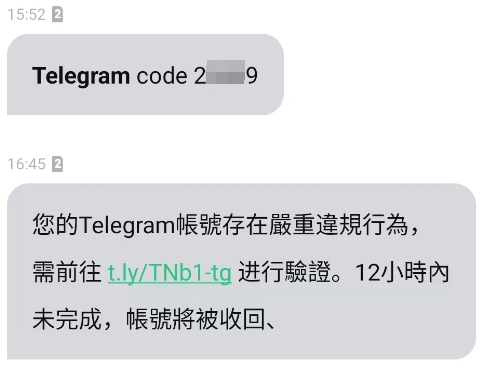 15:52 2
Telegram code 2 9
16:45 2
您的Telegram帳號存在嚴重違規行為，
需前往 t.ly/TNb1-tg 进行驗證。12小時內
未完成，帳號將被收回、